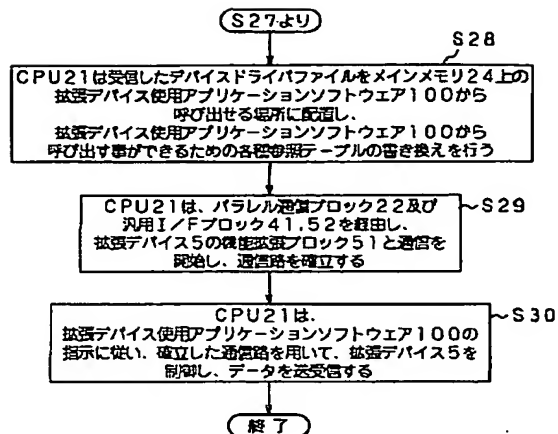 S27より
S28
CPU21は受信したデバイスドライバファイルをメインメモリ24上の
拡張デバイス使用アプリケーションソフトウェア100から
呼び出せる場所に配置し、
拡張デバイス使用アプリケーションソフトウェア100から
呼び出す事ができるための各種参照テーブルの書き換えを行う
S29
CPU21は、パラレル通信ブロック22及び
汎用I/Fブロック41,52を経由し、
拡張デバイス5の機能拡張ブロック51と通信を
開始し、通信路を確立する
S30
CPU21は、
拡張デバイス使用アプリケーションソフトウェア100の
指示に従い、確立した通信路を用いて、拡張デバイス5を
制御し、データを送受信する
終了